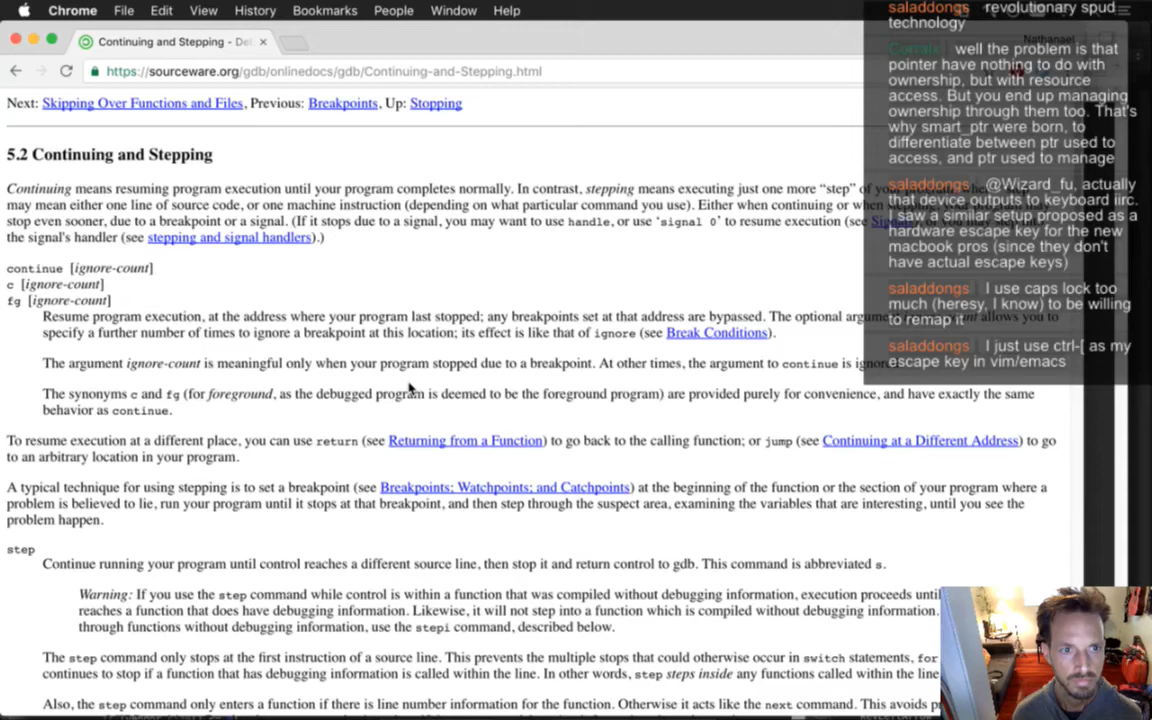 Chrome File Edit View History Bookmarks People Window Help
Continuing and Stepping - De
https://sourceware.org/gdb/onlinedocs/gdb/Continuing-and-Stepping.html
Next: Skipping Over Functions and Files, Previous: Breakpoints, Up: Stopping
5.2 Continuing and Stepping
Continuing means resuming program execution until your program completes normally. In contrast, stepping means executing just one more “step” of
may mean either one line of source code, or one machine instruction (depending on what particular command you use). Either when continuing or
stop even sooner, due to a breakpoint or a signal. (If it stops due to a signal, you may want to use handle, or use ‘signal 0’ to resume execution (see
the signal's handler (see stepping and signal handlers).)
continue [ignore-count]
c [ignore-count]
fg [ignore-count]
Resume program execution, at the address where your program last stopped; any breakpoints set at that address are bypassed. The optional argument ignore-count allows you to
specify a further number of times to ignore a breakpoint at this location; its effect is like that of ignore (see Break Conditions).
The argument ignore-count is meaningful only when your program stopped due to a breakpoint. At other times, the argument to continue is ignored.
The synonyms c and fg (for foreground, as the debugged program is deemed to be the foreground program) are provided purely for convenience, and have exactly the same
behavior as continue.
To resume execution at a different place, you can use return (see Returning from a Function) to go back to the calling function; or jump (see Continuing at a Different Address) to go
to an arbitrary location in your program.
A typical technique for using stepping is to set a breakpoint (see Breakpoints; Watchpoints; and Catchpoints) at the beginning of the function or the section of your program where a
problem is believed to lie, run your program until it stops at that breakpoint, and then step through the suspect area, examining the variables that are interesting, until you see the
problem happen.
step
Continue running your program until control reaches a different source line, then stop it and return control to gdb. This command is abbreviated s.
Warning: If you use the step command while control is within a function that was compiled without debugging information, execution proceeds until
reaches a function that does have debugging information. Likewise, it will not step into a function which is compiled without debugging information.
through functions without debugging information, use the stepi command, described below.
The step command only stops at the first instruction of a source line. This prevents the multiple stops that could otherwise occur in switch statements, for
continues to stop if a function that has debugging information is called within the line. In other words, step steps inside any functions called within the line
Also, the step command only enters a function if there is line number information for the function. Otherwise it acts like the next command. This avoids
saladdongs revolutionary spud
technology
Corralx well the problem is that
pointer have nothing to do with
ownership, but with resource
access. But you end up managing
ownership through them too. That's
why smart_ptr were born, to
differentiate between ptr used to
access, and ptr used to manage
saladdongs @Wizard_fu, actually
that device outputs to keyboard iirc.
I saw a similar setup proposed as a
hardware escape key for the new
macbook pros (since they don't
have actual escape keys)
saladdongs I use caps lock too
much (heresy, I know) to be willing
to remap it
saladdongs I just use ctrl-[ as my
escape key in vim/emacs